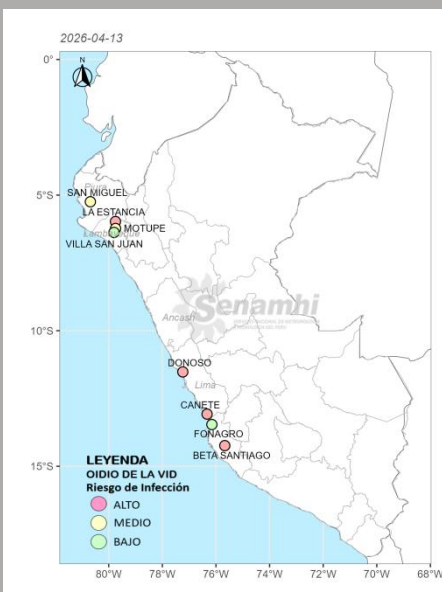 2026-04-13
N
0°
5°S
10°S
15°S
Piura
SAN MIGUEL
LA ESTANCIA
MOTUPE
VILLA SAN JUAN
Senamhi
Ancash
DONOSO
Lima
CANETE
FONAGRO
BETA SANTIAGO
LEYENDA
OIDIO DE LA VID
Riesgo de Infección
ALTO
MEDIO
BAJO
80°W 78°W 76°W 74°W 72°W 70°W 68°W